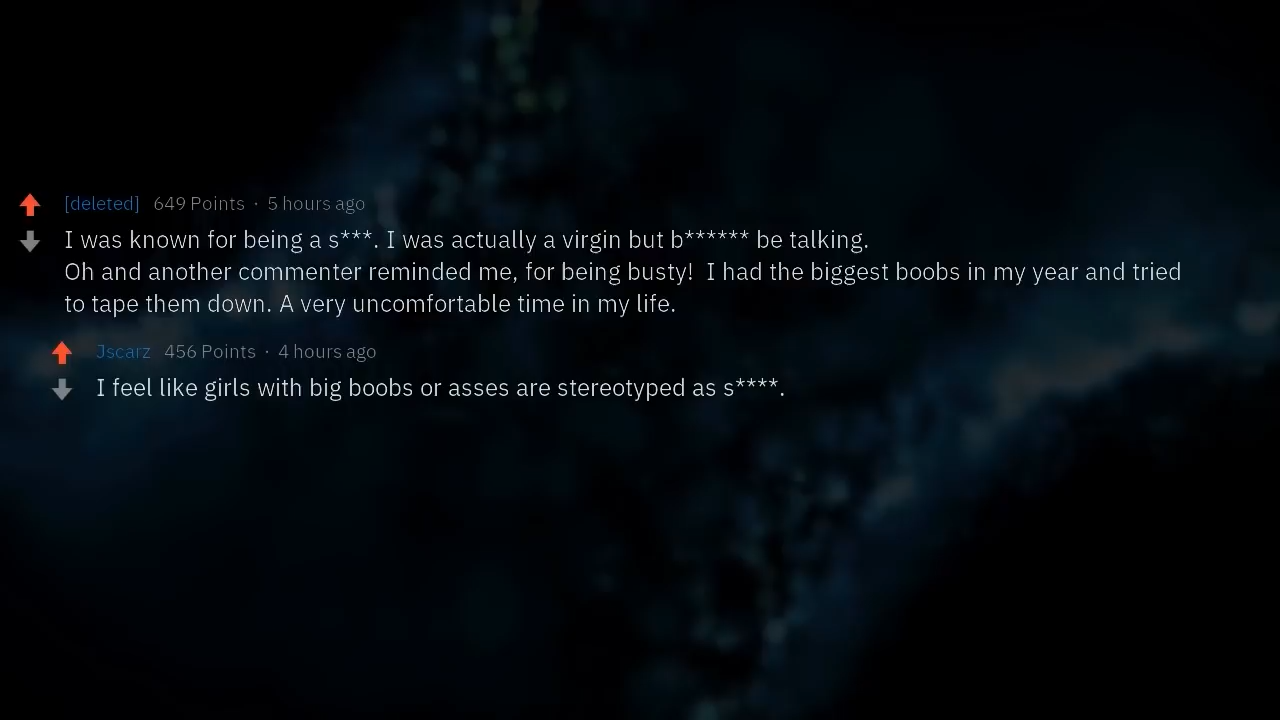 [deleted] 649 Points · 5 hours ago
I was known for being a s***. I was actually a virgin but b****** be talking.
Oh and another commenter reminded me, for being busty!  I had the biggest boobs in my year and tried
to tape them down. A very uncomfortable time in my life.
Jscarz 456 Points · 4 hours ago
I feel like girls with big boobs or asses are stereotyped as s****.